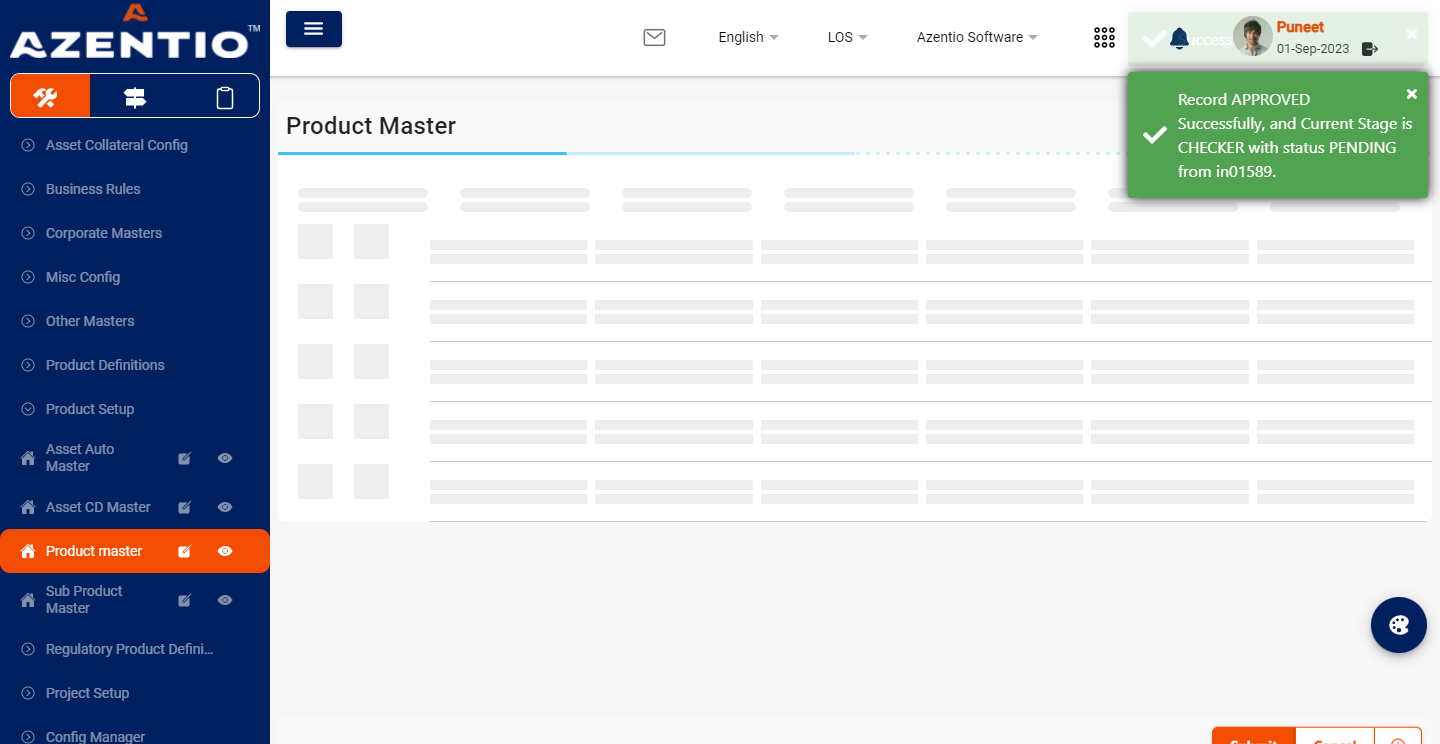 AZENTIO™
Asset Collateral Config
Business Rules
Corporate Masters
Misc Config
Other Masters
Product Definitions
Product Setup
Asset Auto
Master
Asset CD Master
Product master
Sub Product
Master
Regulatory Product Defini...
Project Setup
Config Manager
English
LOS
Azentio Software
Success
Puneet
01-Sep-2023
Product Master
Record APPROVED
Successfully, and Current Stage is
CHECKER with status PENDING
from in01589.
Submit
Cancel